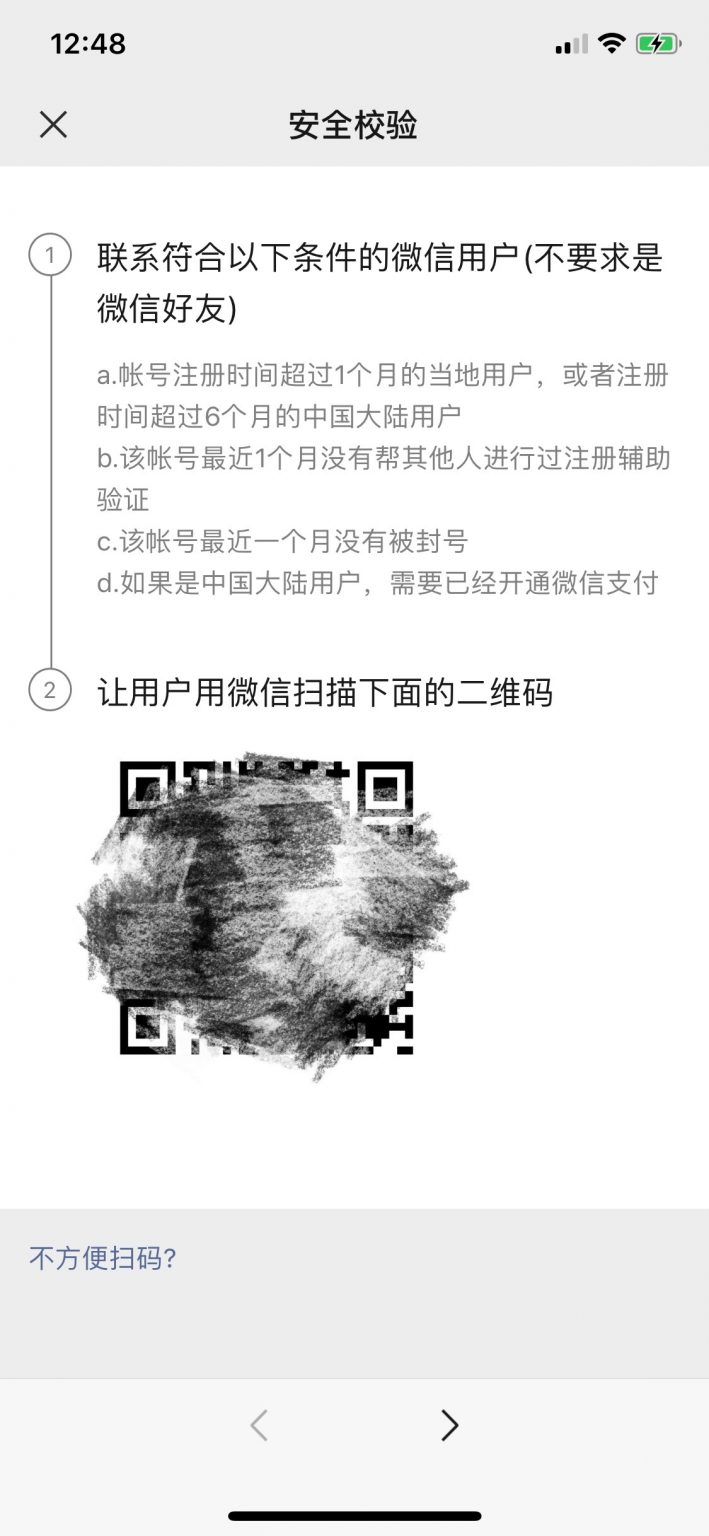 12:48
安全校验
1
联系符合以下条件的微信用户(不要求是
微信好友)
a.帐号注册时间超过1个月的当地用户，或者注册
时间超过6个月的中国大陆用户
b.该帐号最近1个月没有帮其他人进行过注册辅助
验证
c.该帐号最近一个月没有被封号
d.如果是中国大陆用户，需要已经开通微信支付
2
让用户用微信扫描下面的二维码
不方便扫码?